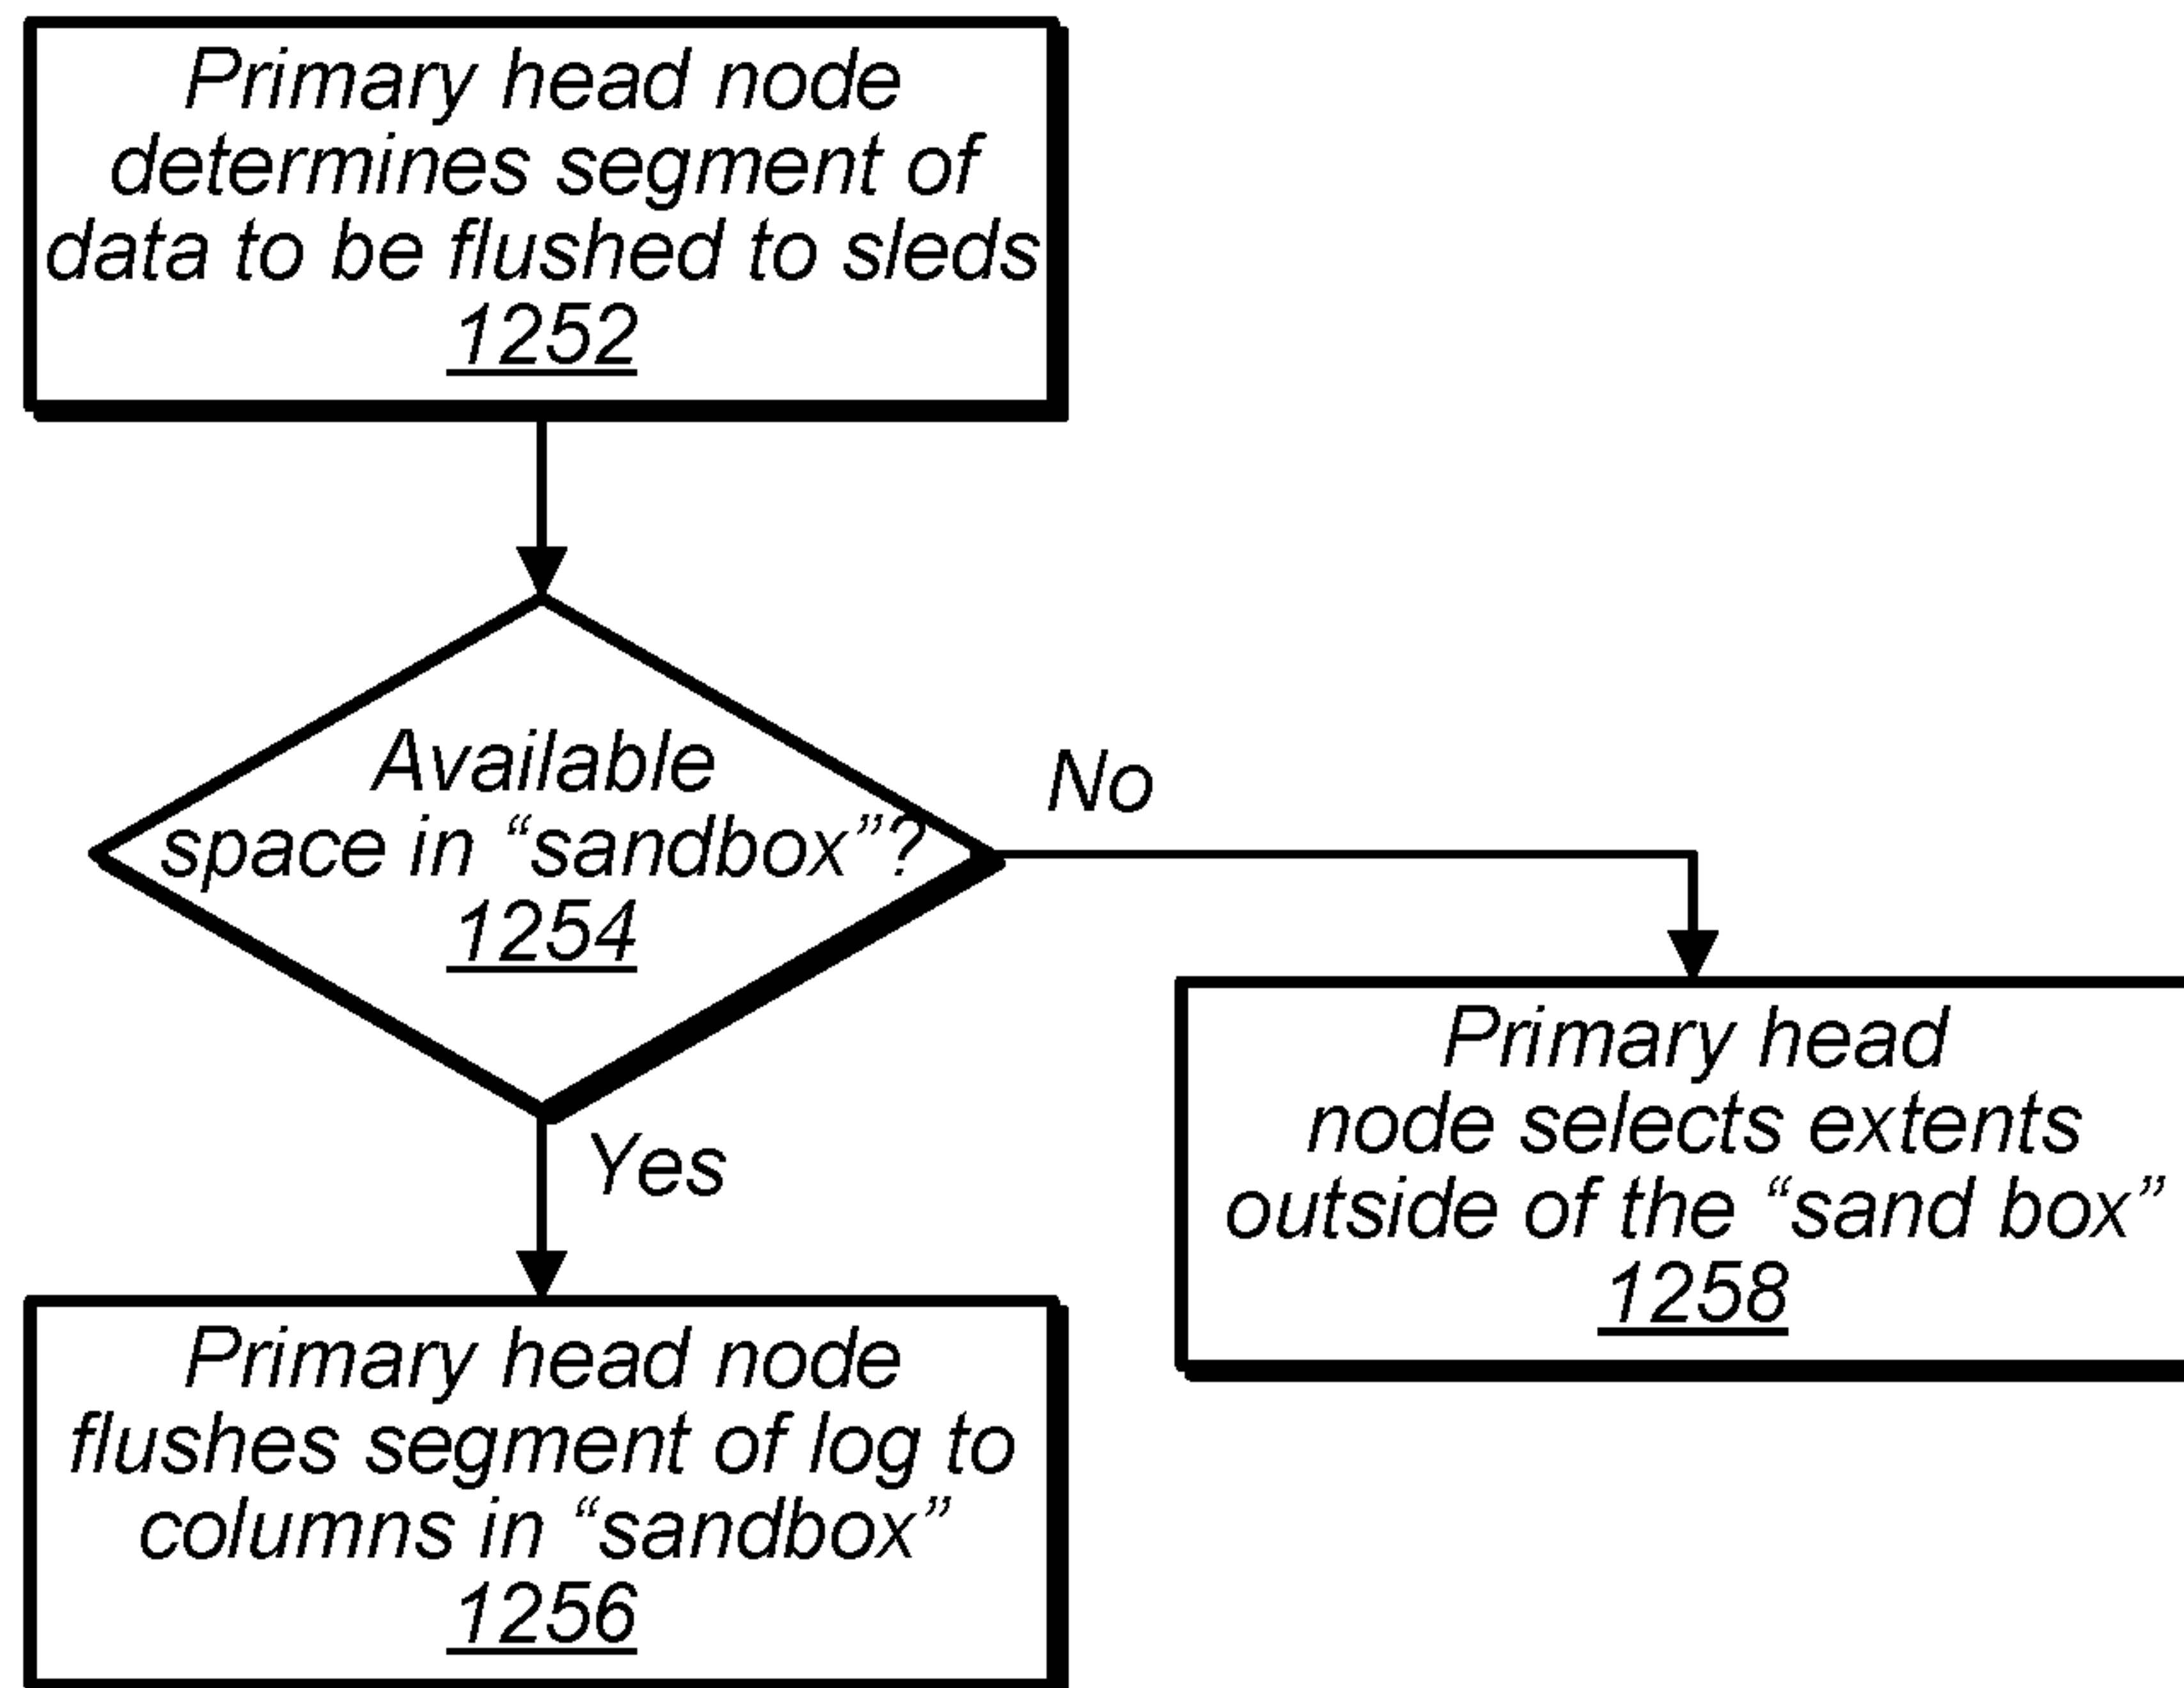 Primary head node
determines segment of
data to be flushed to sleds
1252
Available
space in “sandbox”?
1254
No
Yes
Primary head
node selects extents
outside of the “sand box”
1258
Primary head node
flushes segment of log to
columns in “sandbox”
1256